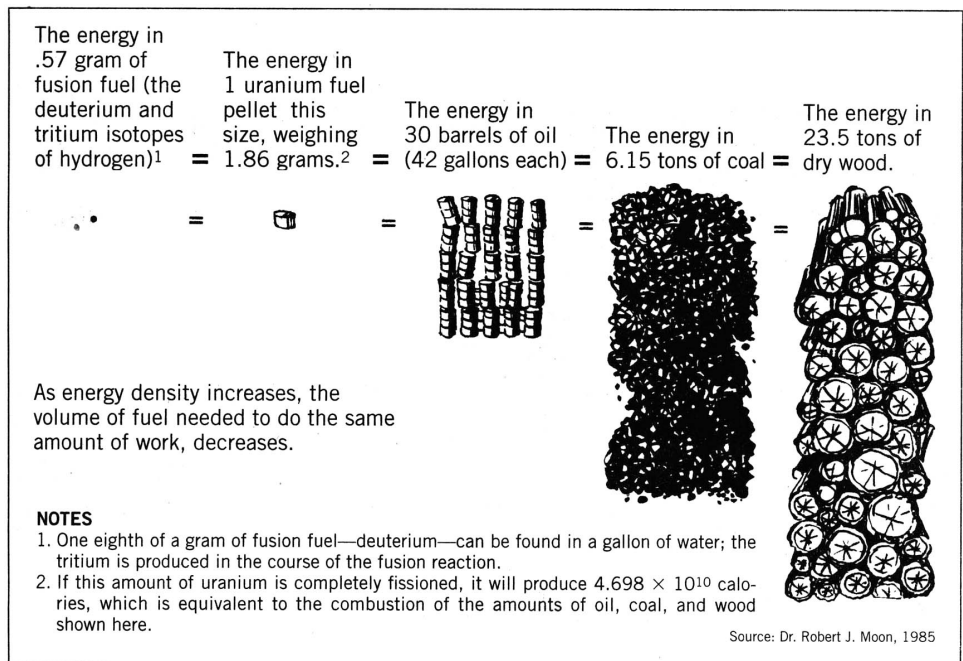 The energy in
.57 gram of
fusion fuel (the
deuterium and
tritium isotopes
of hydrogen)¹ =
The energy in
1 uranium fuel
pellet this
size, weighing
1.86 grams.² =
The energy in
30 barrels of oil
(42 gallons each) =
The energy in
6.15 tons of coal =
The energy in
23.5 tons of
dry wood.
= = = =
As energy density increases, the
volume of fuel needed to do the same
amount of work, decreases.
NOTES
1. One eighth of a gram of fusion fuel—deuterium—can be found in a gallon of water; the
tritium is produced in the course of the fusion reaction.
2. If this amount of uranium is completely fissioned, it will produce 4.698 × 10¹⁰ calo-
ries, which is equivalent to the combustion of the amounts of oil, coal, and wood
shown here.
Source: Dr. Robert J. Moon, 1985